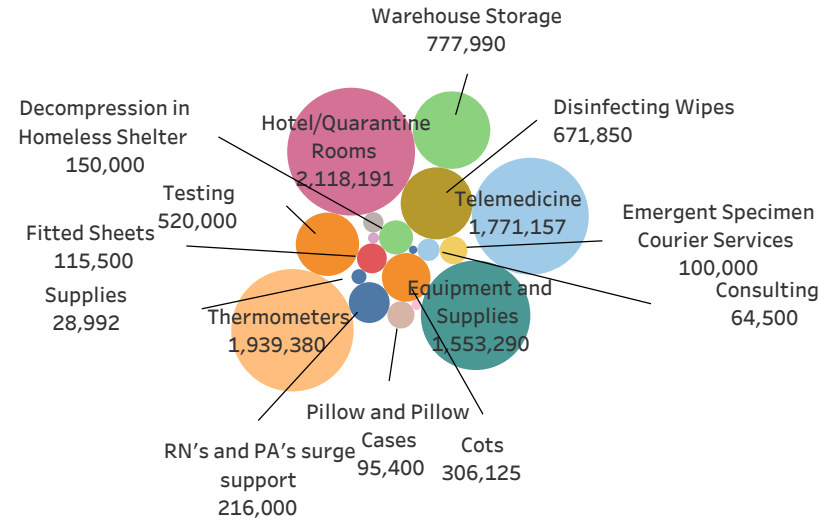 Warehouse Storage
777,990
Decompression in
Homeless Shelter
150,000
Hotel/Quarantine
Rooms
2,118,191
Disinfecting Wipes
671,850
Testing
520,000
Telemedicine
1,771,157
Emergent Specimen
Courier Services
100,000
Fitted Sheets
115,500
Consulting
64,500
Supplies
28,992
Thermometers
1,939,380
Equipment and
Supplies
1,553,290
Pillow and Pillow
Cases
95,400
Cots
306,125
RN's and PA's surge
support
216,000